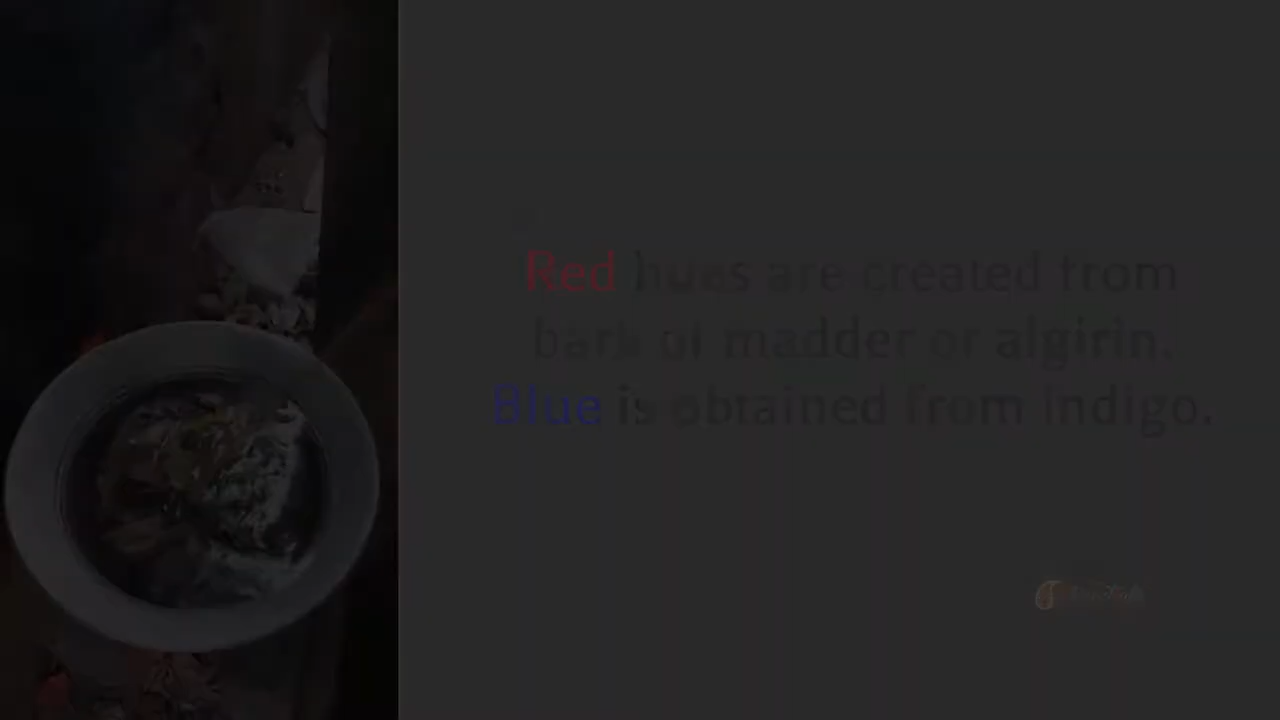 Red hues are created from
bark of madder or algirin.
Blue is obtained from indigo.